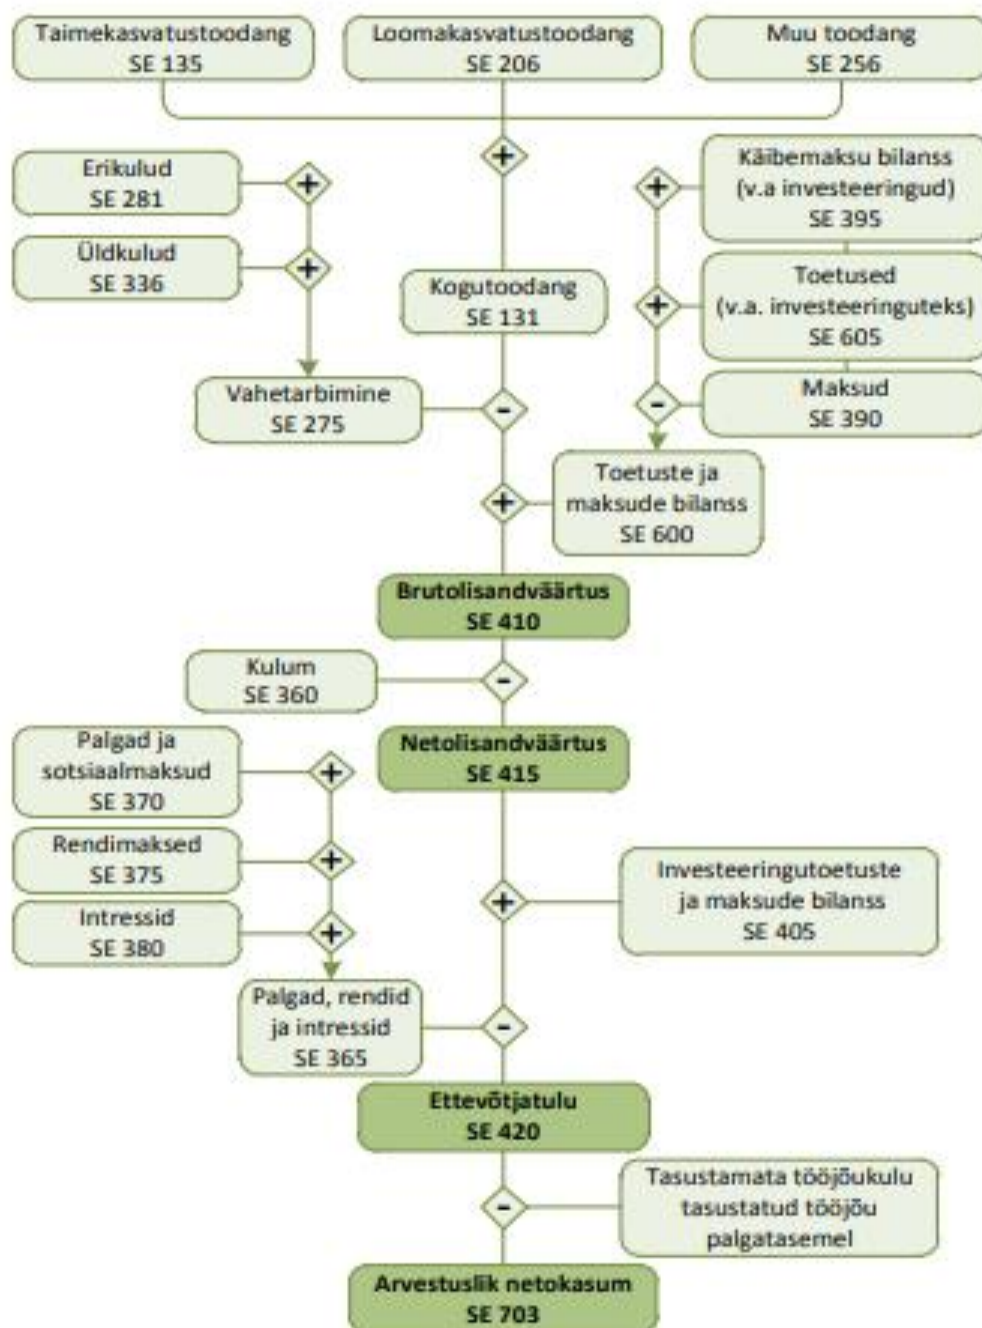 Taimekasvatustoodang
SE 135
Loomakasvatustoodang
SE 206
Muu toodang
SE 256
+
Erikulud
SE 281
+
Üldkulud
SE 336
+
Kogutoodang
SE 131
+
Käibemaksu bilanss
(v.a investeeringud)
SE 395
+
Toetused
(v.a. investeeringuteks)
SE 605
-
Maksud
SE 390
Vahetarbimine
SE 275
-
+
Toetuste ja
maksude bilanss
SE 600
Brutolisandväärtus
SE 410
Kulum
SE 360
-
Netolisandväärtus
SE 415
Palgad ja
sotsiaalmaksud
SE 370
+
Rendimaksed
SE 375
+
Intressid
SE 380
+
+
Investeeringutoetuste
ja maksude bilanss
SE 405
Palgad, rendid
ja intressid
SE 365
-
Ettevõtjatulu
SE 420
-
Tasustamata tööjõukulu
tasustatud tööjõu
palgatasemel
Arvestuslik netokasum
SE 703